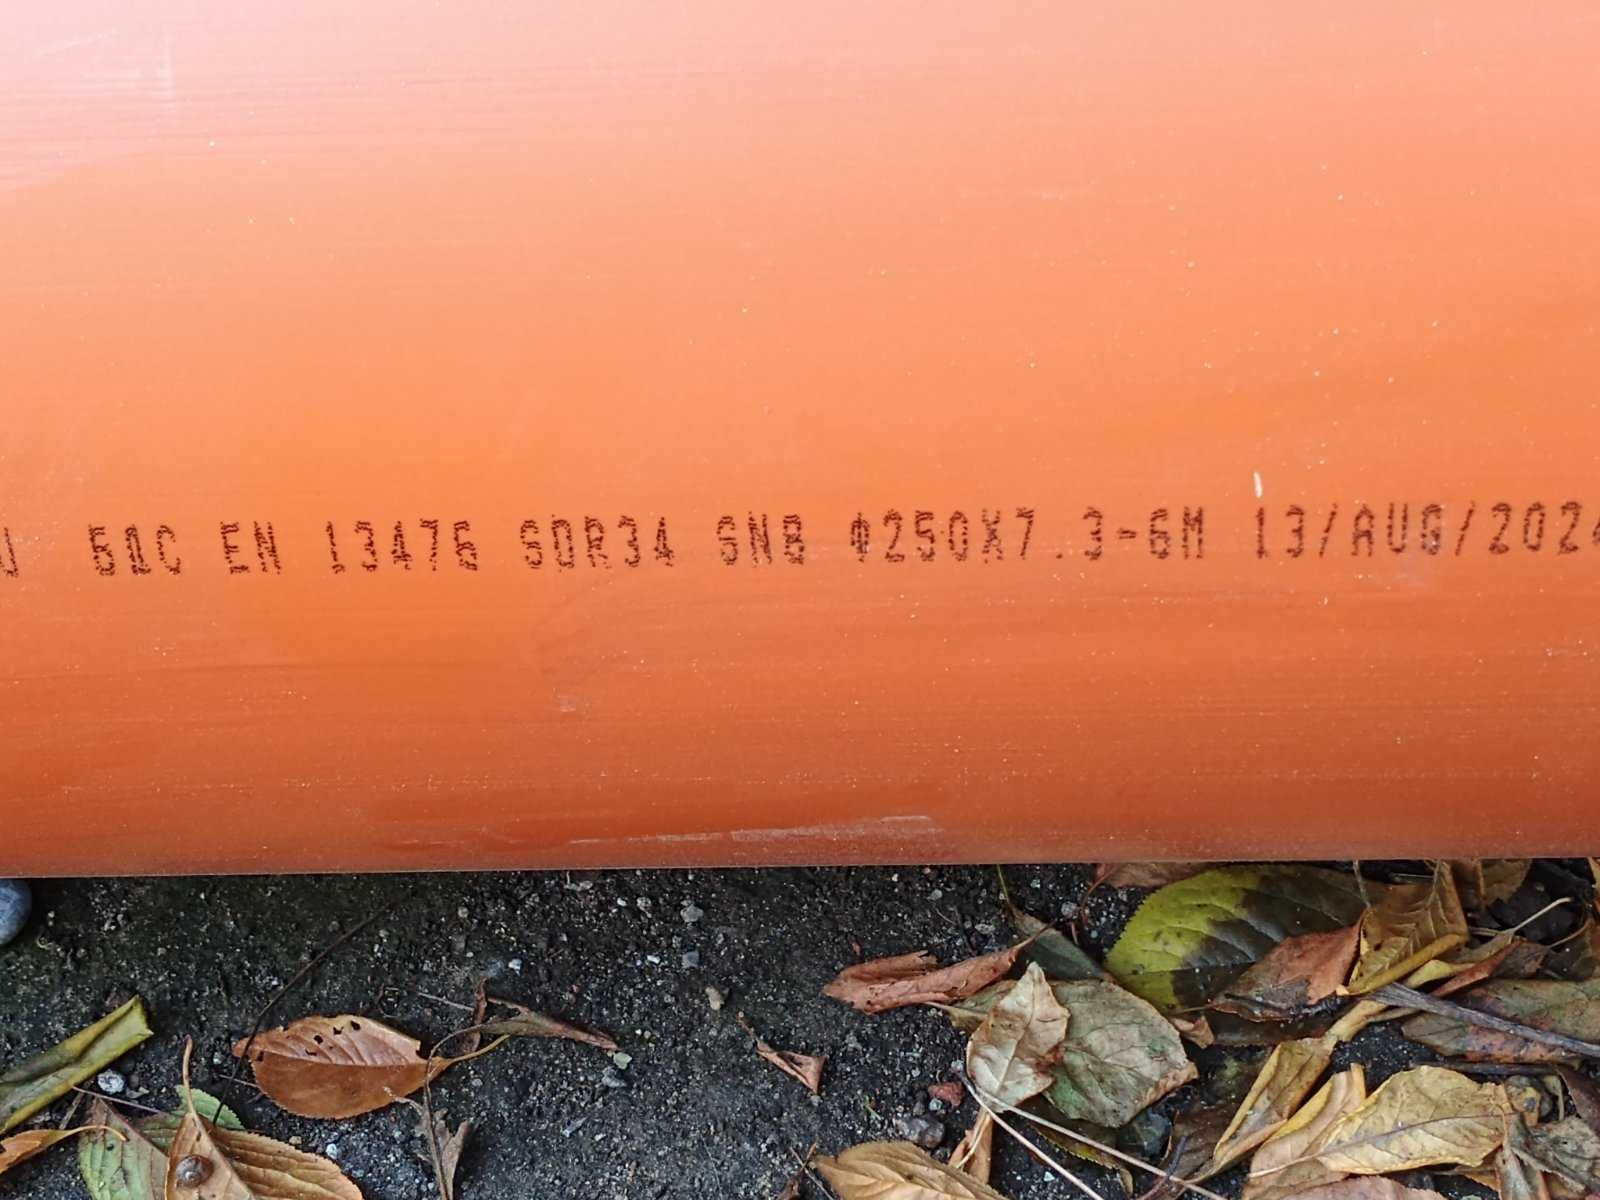 U SDC EN 13476 SDR34 SN8 Φ250X7.3-6M 13/AUG/202